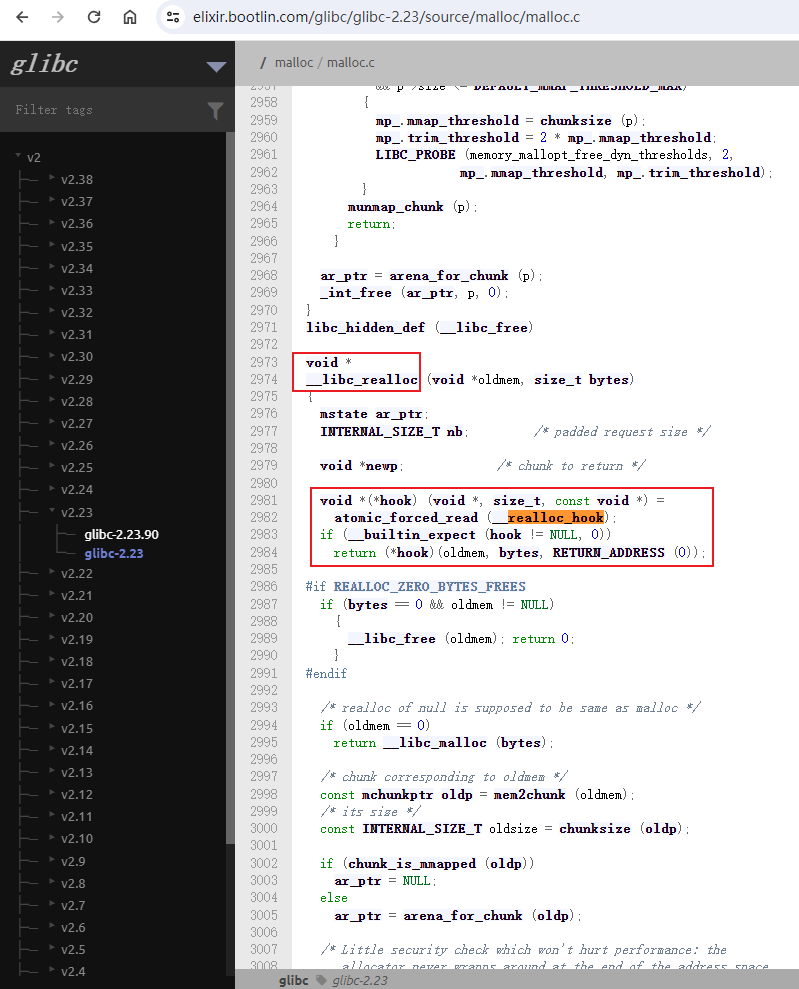 elixir.bootlin.com/glibc/glibc-2.23/source/malloc/malloc.c
glibc
/ malloc / malloc.c
Filter tags
v2
v2.38
v2.37
v2.36
v2.35
v2.34
v2.33
v2.32
v2.31
v2.30
v2.29
v2.28
v2.27
v2.26
v2.25
v2.24
v2.23
glibc-2.23.90
glibc-2.23
v2.22
v2.21
v2.20
v2.19
v2.18
v2.17
v2.16
v2.15
v2.14
v2.13
v2.12
v2.11
v2.10
v2.9
v2.8
v2.7
v2.6
v2.5
v2.4
2957 && p->size <= DEFAULT_MMAP_THRESHOLD_MAX)
2958 {
2959 mp_.mmap_threshold = chunksize (p);
2960 mp_.trim_threshold = 2 * mp_.mmap_threshold;
2961 LIBC_PROBE (memory_mallopt_free_dyn_thresholds, 2,
2962 mp_.mmap_threshold, mp_.trim_threshold);
2963 }
2964 munmap_chunk (p);
2965 return;
2966 }
2967
2968 ar_ptr = arena_for_chunk (p);
2969 _int_free (ar_ptr, p, 0);
2970 }
2971 libc_hidden_def (__libc_free)
2972
2973 void *
2974 __libc_realloc (void *oldmem, size_t bytes)
2975 {
2976 mstate ar_ptr;
2977 INTERNAL_SIZE_T nb; /* padded request size */
2978
2979 void *newp; /* chunk to return */
2980
2981 void *(*hook) (void *, size_t, const void *) =
2982 atomic_forced_read (__realloc_hook);
2983 if (__builtin_expect (hook != NULL, 0))
2984 return (*hook)(oldmem, bytes, RETURN_ADDRESS (0));
2985
2986 #if REALLOC_ZERO_BYTES_FREES
2987 if (bytes == 0 && oldmem != NULL)
2988 {
2989 __libc_free (oldmem); return 0;
2990 }
2991 #endif
2992
2993 /* realloc of null is supposed to be same as malloc */
2994 if (oldmem == 0)
2995 return __libc_malloc (bytes);
2996
2997 /* chunk corresponding to oldmem */
2998 const mchunkptr oldp = mem2chunk (oldmem);
2999 /* its size */
3000 const INTERNAL_SIZE_T oldsize = chunksize (oldp);
3001
3002 if (chunk_is_mmapped (oldp))
3003 ar_ptr = NULL;
3004 else
3005 ar_ptr = arena_for_chunk (oldp);
3006
3007 /* Little security check which won't hurt performance: the
3008 allocator never wrapps around at the end of the address space.
glibc glibc-2.23